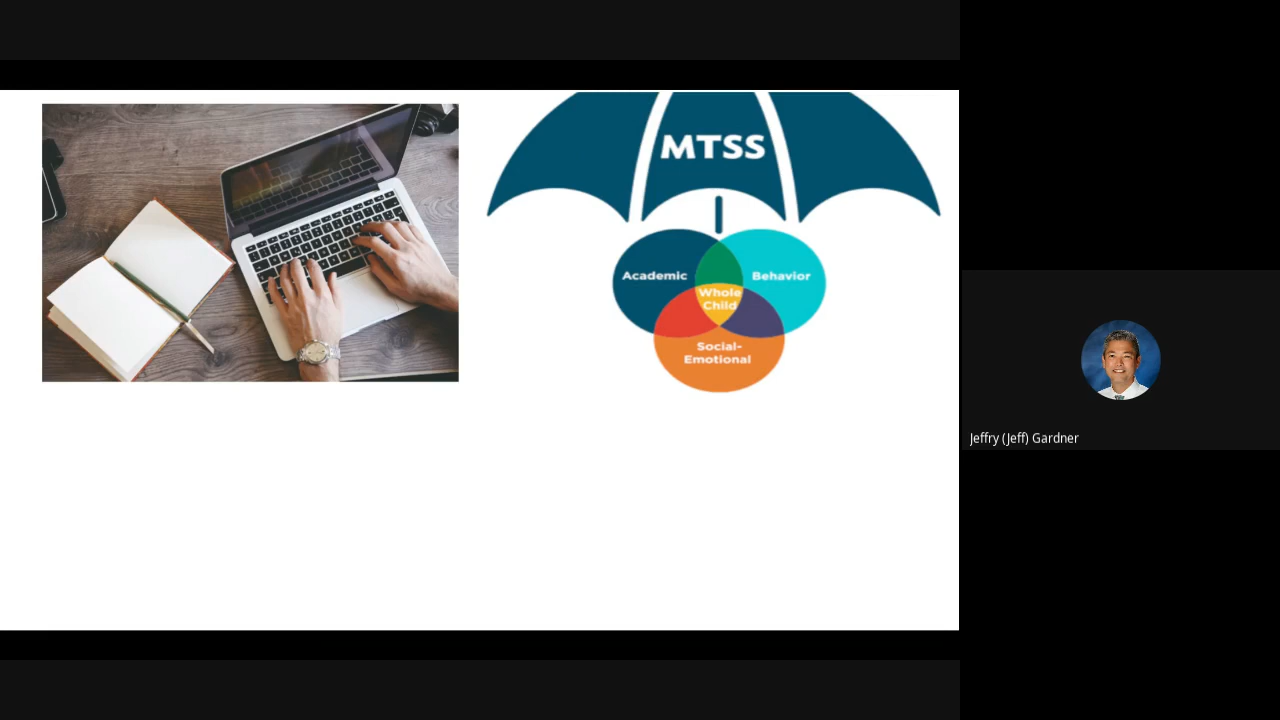 MTSS
Academic
Behavior
Whole
Child
Social-
Emotional
Jeffry (Jeff) Gardner